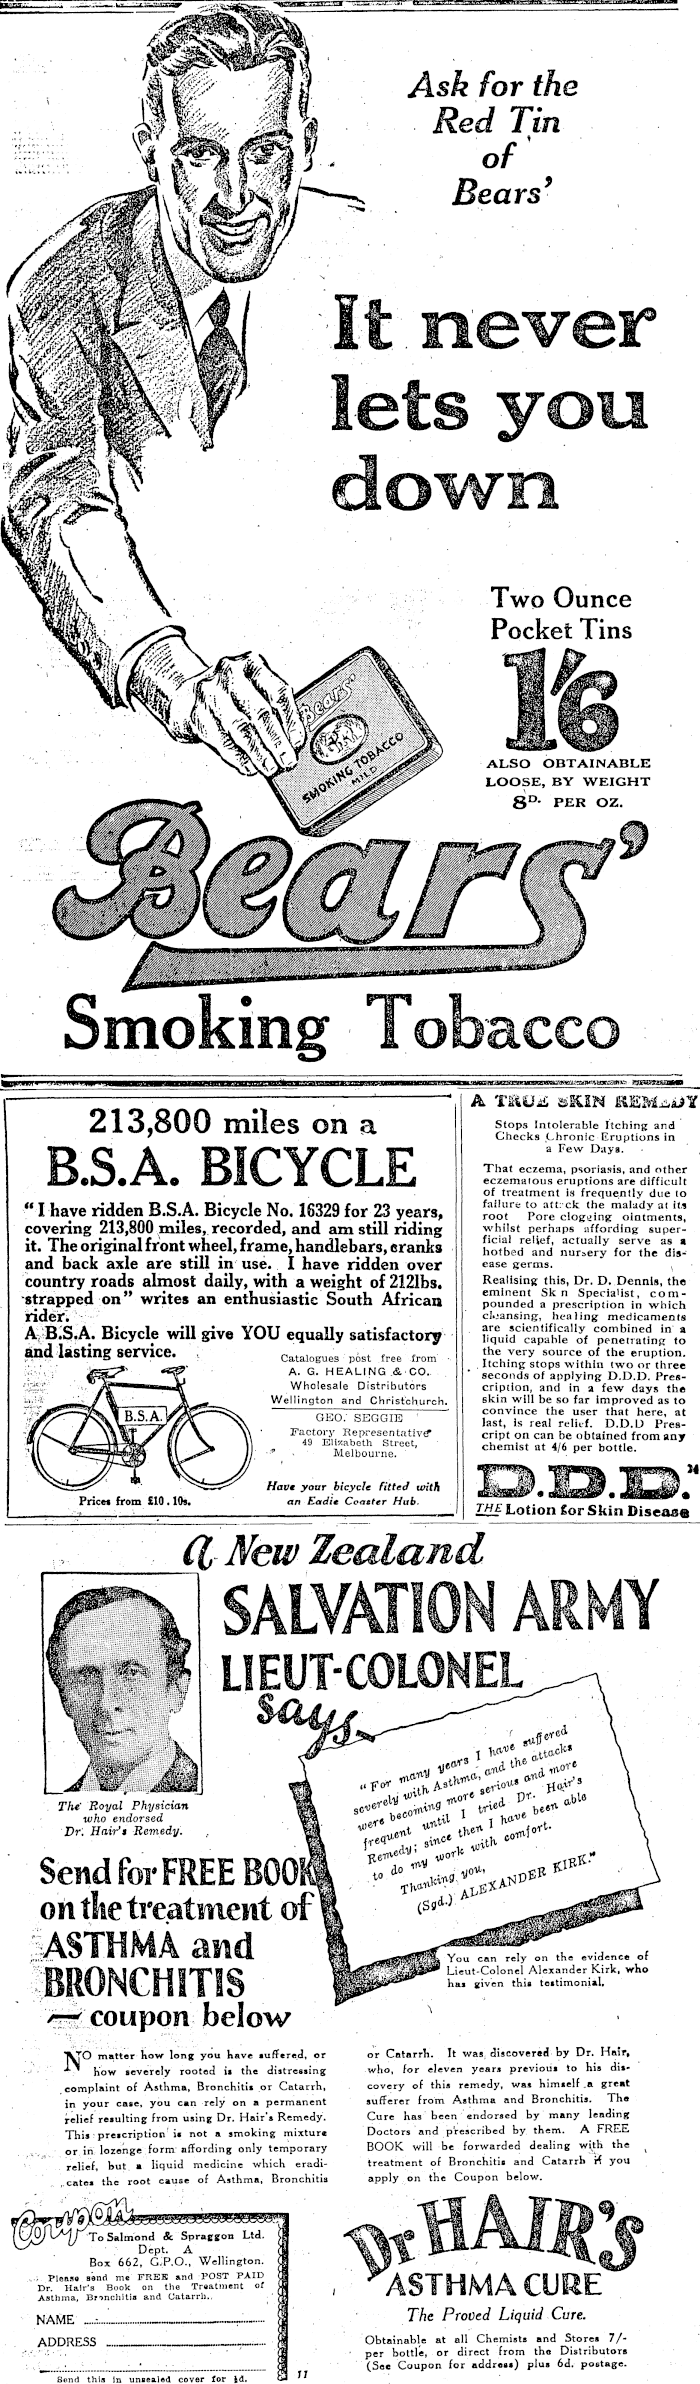 Ask for the
Red Tin
of
Bears'
It never
lets you
down
Two Ounce
Pocket Tins
1/6
ALSO OBTAINABLE
LOOSE, BY WEIGHT
8D. PER OZ.
Bears'
SMOKING TOBACCO
MILD
Bears'
Smoking Tobacco
213,800 miles on a
B.S.A. BICYCLE
"I have ridden B.S.A. Bicycle No. 16329 for 23 years,
covering 213,800 miles, recorded, and am still riding
it. The original front wheel, frame, handlebars, cranks
and back axle are still in use. I have ridden over
country roads almost daily, with a weight of 212lbs.
strapped on" writes an enthusiastic South African
rider.
A B.S.A. Bicycle will give YOU equally satisfactory
and lasting service.
Catalogues post free from
A. G. HEALING & CO.
Wholesale Distributors
Wellington and Christchurch.
GEO. SEGGIE
Factory Representative
49 Elizabeth Street,
Melbourne.
B.S.A.
Prices from £10.10s.
Have your bicycle fitted with
an Eadie Coaster Hub.
A TRUE SKIN REMEDY
Stops Intolerable Itching and
Checks Chronic Eruptions in
a Few Days.
That eczema, psoriasis, and other
eczematous eruptions are difficult
of treatment is frequently due to
failure to att ck the malady at its
root Pore clogging ointments,
whilst perhaps affording super-
ficial relief, actually serve as a
hotbed and nursery for the dis-
ease germs.
Realising this, Dr. D. Dennis, the
eminent Sk n Specialist, com-
pounded a prescription in which
cleansing, healing medicaments
are scientifically combined in a
liquid capable of penetrating to
the very source of the eruption.
Itching stops within two or three
seconds of applying D.D.D. Pres-
cription, and in a few days the
skin will be so far improved as to
convince the user that here, at
last, is real relief. D.D.D Pres-
cript on can be obtained from any
chemist at 4/6 per bottle.
D.D.D.
THE Lotion for Skin Disease
A New Zealand
SALVATION ARMY
LIEUT-COLONEL
says-
"For many years I have suffered
severely with Asthma, and the attacks
were becoming more serious and more
frequent until I tried Dr. Hair's
Remedy; since then I have been able
to do my work with comfort.
Thanking you,
(Sgd.) ALEXANDER KIRK."
The Royal Physician
who endorsed
Dr. Hair's Remedy.
Send for FREE BOOK
on the treatment of
ASTHMA and
BRONCHITIS
— coupon below
You can rely on the evidence of
Lieut-Colonel Alexander Kirk, who
has given this testimonial.
NO matter how long you have suffered, or
how severely rooted is the distressing
complaint of Asthma, Bronchitis or Catarrh,
in your case, you can rely on a permanent
relief resulting from using Dr. Hair's Remedy.
This prescription is not a smoking mixture
or in lozenge form affording only temporary
relief, but a liquid medicine which eradi-
cates the root cause of Asthma, Bronchitis
or Catarrh. It was discovered by Dr. Hair,
who, for eleven years previous to his dis-
covery of this remedy, was himself a great
sufferer from Asthma and Bronchitis. The
Cure has been endorsed by many leading
Doctors and prescribed by them. A FREE
BOOK will be forwarded dealing with the
treatment of Bronchitis and Catarrh if you
apply on the Coupon below.
Coupon
To Salmond & Spraggon Ltd.
Dept. A
Box 662, G.P.O., Wellington.
Please send me FREE and POST PAID
Dr. Hair's Book on the Treatment of
Asthma, Bronchitis and Catarrh.
NAME
ADDRESS
Send this in unsealed cover for ½d.
11
Dr HAIR'S
ASTHMA CURE
The Proved Liquid Cure.
Obtainable at all Chemists and Stores 7/-
per bottle, or direct from the Distributors
(See Coupon for address) plus 6d. postage.